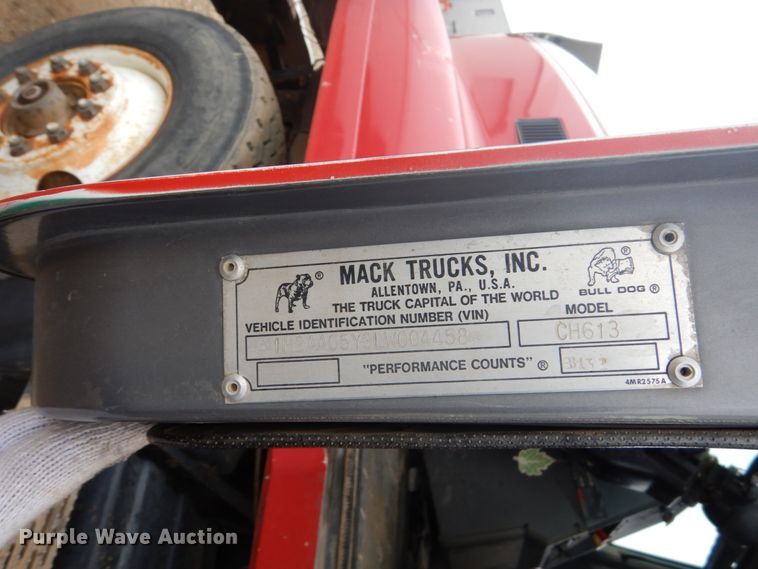 MACK TRUCKS, INC.
ALLENTOWN, PA., U.S.A.
THE TRUCK CAPITAL OF THE WORLD
®
®
BULL DOG ®
VEHICLE IDENTIFICATION NUMBER (VIN)
MODEL
CH613
"PERFORMANCE COUNTS" ®
4MR2575A
Purple Wave Auction